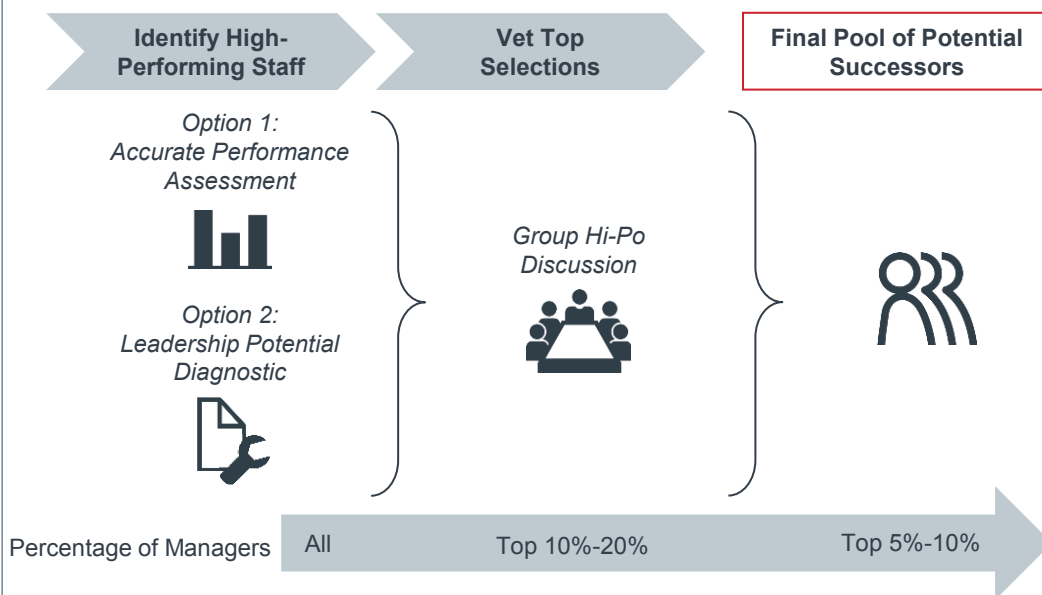 Identify High-
Performing Staff
Vet Top
Selections
Final Pool of Potential
Successors
Option 1:
Accurate Performance
Assessment
Option 2:
Leadership Potential
Diagnostic
Group Hi-Po
Discussion
Percentage of Managers
All
Top 10%-20%
Top 5%-10%